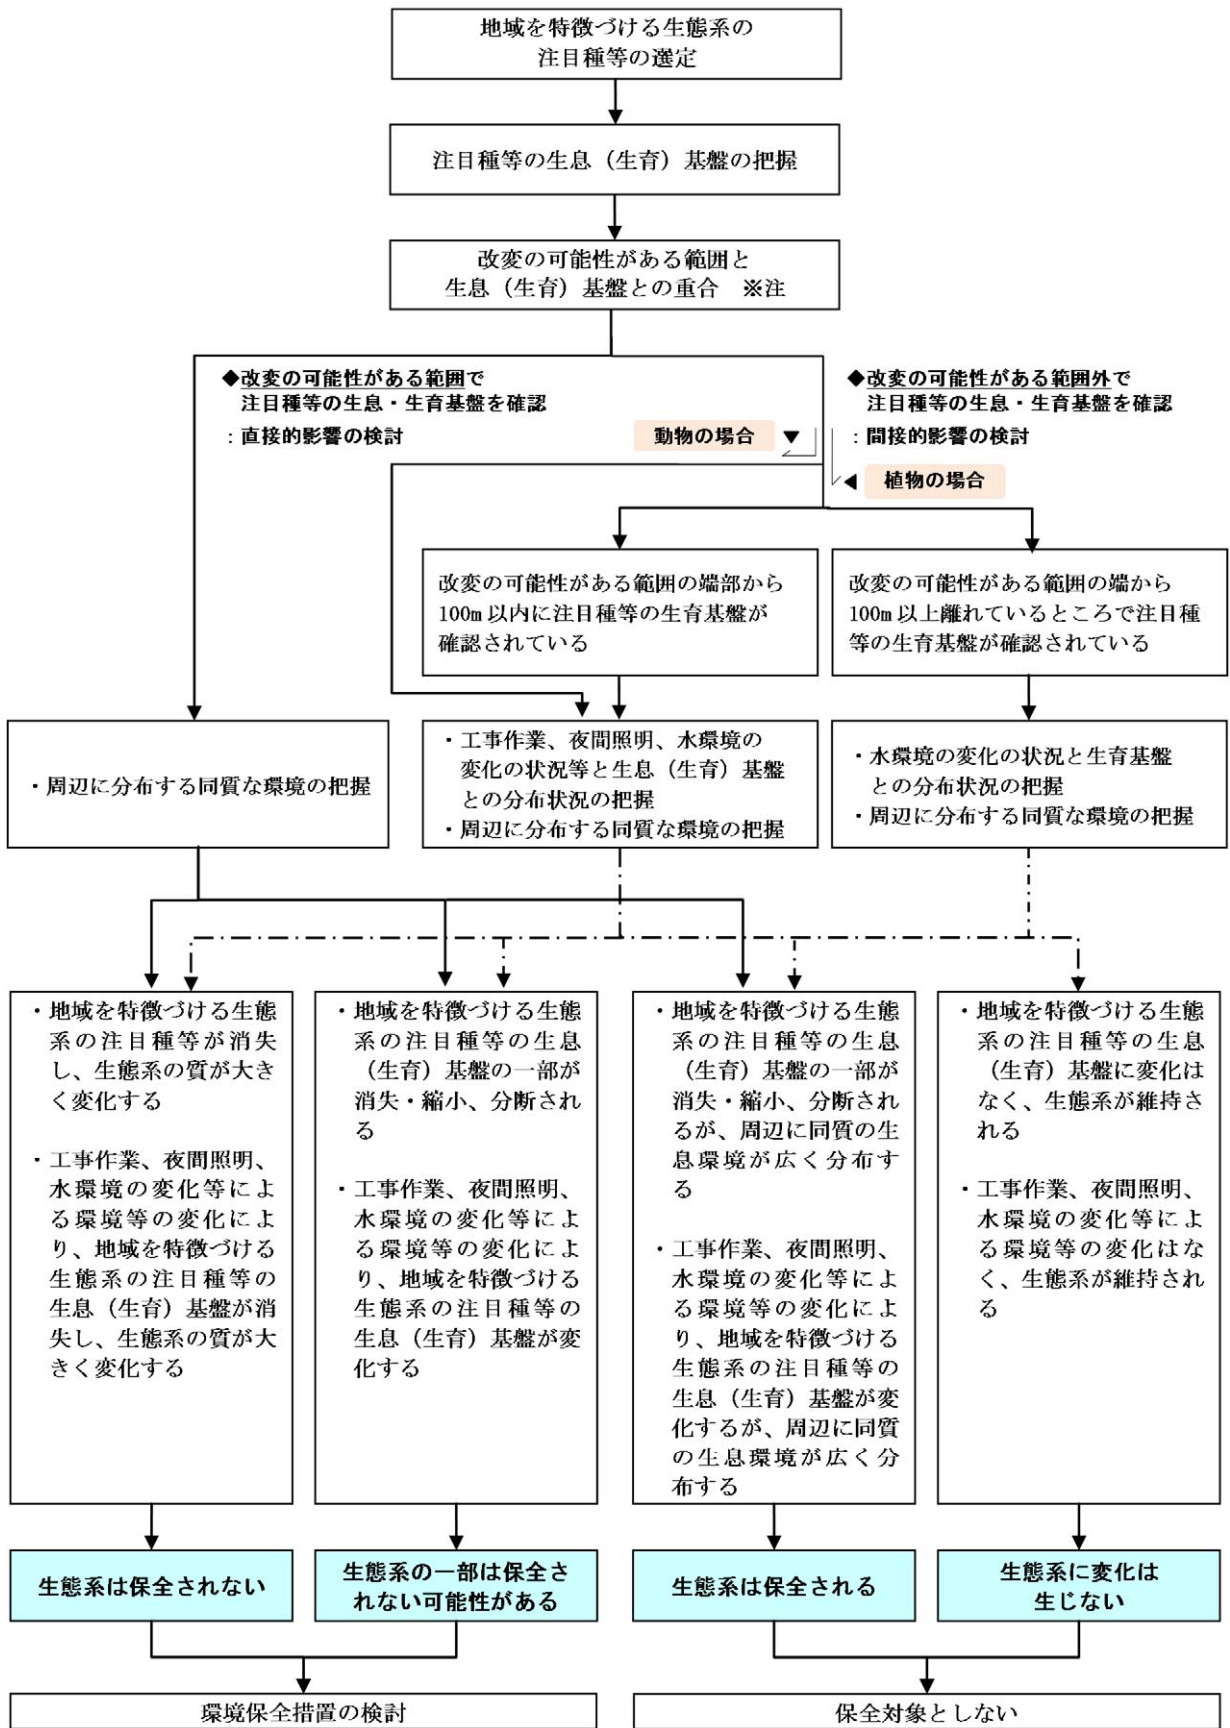 地域を特徴づける生態系の
注目種等の選定
注目種等の生息（生育）基盤の把握
改変の可能性がある範囲と
生息（生育）基盤との重合　※注
◆改変の可能性がある範囲で
注目種等の生息・生育基盤を確認
：直接的影響の検討
動物の場合 ▼
◆改変の可能性がある範囲外で
注目種等の生息・生育基盤を確認
：間接的影響の検討
◀ 植物の場合
改変の可能性がある範囲の端部から
100m以内に注目種等の生育基盤が
確認されている
改変の可能性がある範囲の端から
100m以上離れているところで注目種
等の生育基盤が確認されている
・周辺に分布する同質な環境の把握
・工事作業、夜間照明、水環境の
変化の状況等と生息（生育）基盤
との分布状況の把握
・周辺に分布する同質な環境の把握
・水環境の変化の状況と生育基盤
との分布状況の把握
・周辺に分布する同質な環境の把握
・地域を特徴づける生態
系の注目種等が消失
し、生態系の質が大き
く変化する
・工事作業、夜間照明、
水環境の変化等によ
る環境等の変化によ
り、地域を特徴づける
生態系の注目種等の
生息（生育）基盤が消
失し、生態系の質が大
きく変化する
・地域を特徴づける生態
系の注目種等の生息
（生育）基盤の一部が
消失・縮小、分断され
る
・工事作業、夜間照明、
水環境の変化等によ
る環境等の変化によ
り、地域を特徴づける
生態系の注目種等の
生息（生育）基盤が変
化する
・地域を特徴づける生態
系の注目種等の生息
（生育）基盤の一部が
消失・縮小、分断され
るが、周辺に同質の生
息環境が広く分布す
る
・工事作業、夜間照明、
水環境の変化等によ
る環境等の変化によ
り、地域を特徴づける
生態系の注目種等の
生息（生育）基盤が変
化するが、周辺に同質
の生息環境が広く分
布する
・地域を特徴づける生態
系の注目種等の生息
（生育）基盤に変化は
なく、生態系が維持さ
れる
・工事作業、夜間照明、
水環境の変化等によ
る環境等の変化はな
く、生態系が維持され
る
生態系は保全されない
生態系の一部は保全さ
れない可能性がある
生態系は保全される
生態系に変化は
生じない
環境保全措置の検討
保全対象としない